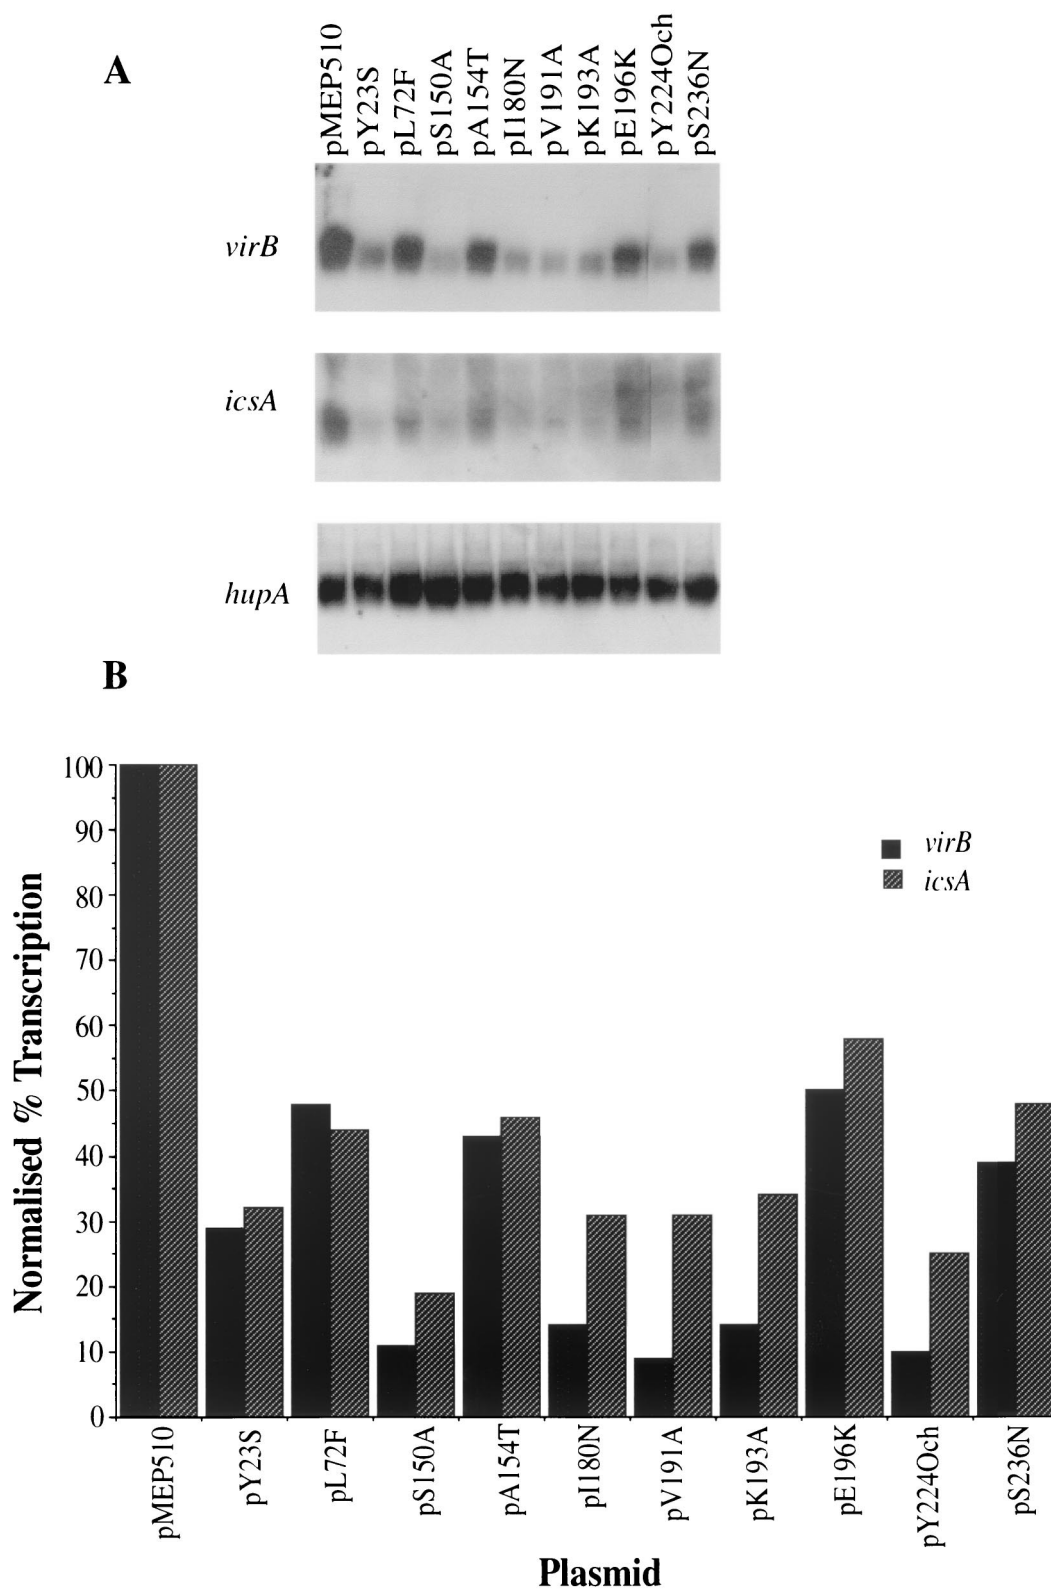 A
pMEP510
pY23S
pL72F
pS150A
pA154T
pI180N
pV191A
pK193A
pE196K
pY224Och
pS236N
virB
icsA
hupA
B
Normalised % Transcription
100
90
80
70
60
50
40
30
20
10
0
virB
icsA
pMEP510
pY23S
pL72F
pS150A
pA154T
pI180N
pV191A
pK193A
pE196K
pY224Och
pS236N
Plasmid